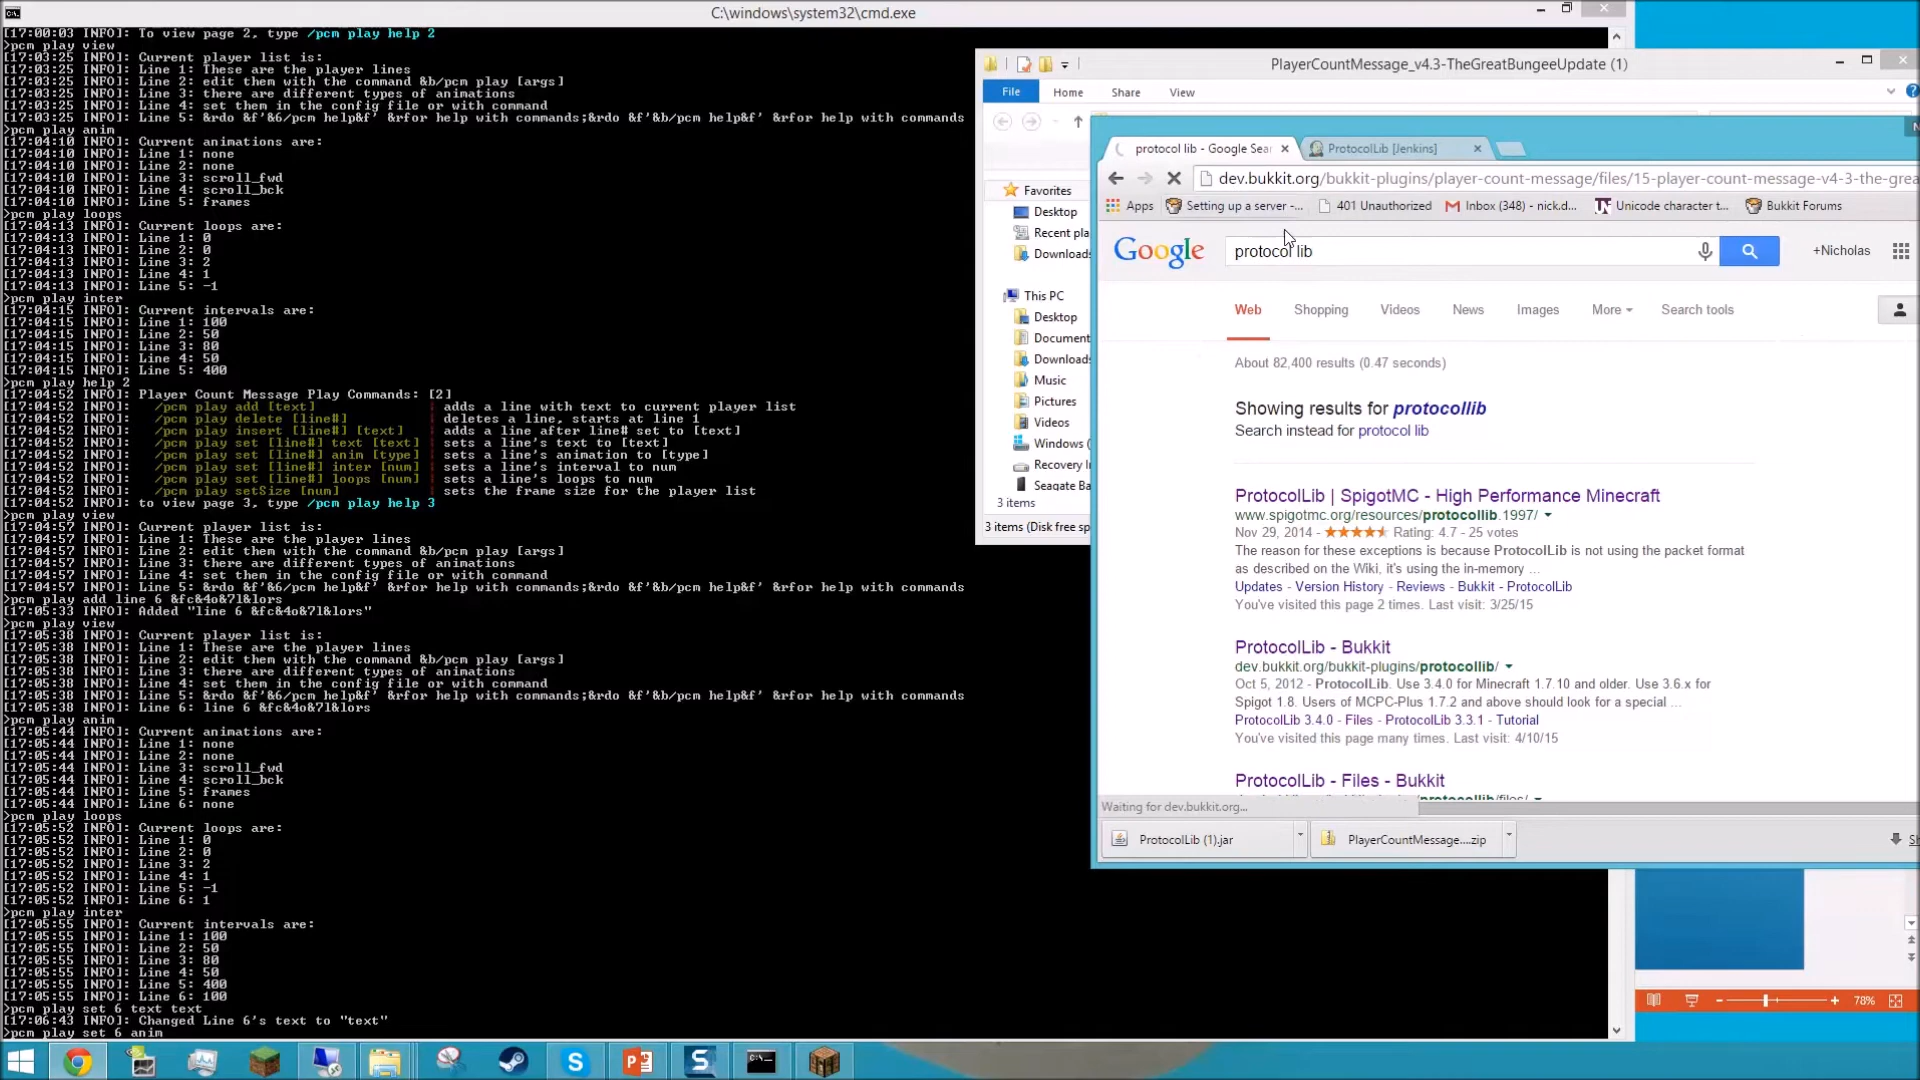 C:\windows\system32\cmd.exe
[17:00:03 INFO]: To view page 2, type /pcm play help 2
>pcm play view
[17:03:25 INFO]: Current player list is:
[17:03:25 INFO]: Line 1: These are the player lines
[17:03:25 INFO]: Line 2: edit them with the command &b/pcm play [args]
[17:03:25 INFO]: Line 3: there are different types of animations
[17:03:25 INFO]: Line 4: set them in the config file or with command
[17:03:25 INFO]: Line 5: &rdo &f'&6/pcm help&f' &rfor help with commands;&rdo &f'&b/pcm help&f' &rfor help with commands
>pcm play anim
[17:04:10 INFO]: Current animations are:
[17:04:10 INFO]: Line 1: none
[17:04:10 INFO]: Line 2: none
[17:04:10 INFO]: Line 3: scroll_fwd
[17:04:10 INFO]: Line 4: scroll_bck
[17:04:10 INFO]: Line 5: frames
>pcm play loops
[17:04:13 INFO]: Current loops are:
[17:04:13 INFO]: Line 1: 0
[17:04:13 INFO]: Line 2: 0
[17:04:13 INFO]: Line 3: 2
[17:04:13 INFO]: Line 4: 1
[17:04:13 INFO]: Line 5: -1
>pcm play inter
[17:04:15 INFO]: Current intervals are:
[17:04:15 INFO]: Line 1: 100
[17:04:15 INFO]: Line 2: 50
[17:04:15 INFO]: Line 3: 80
[17:04:15 INFO]: Line 4: 50
[17:04:15 INFO]: Line 5: 400
>pcm play help 2
[17:04:52 INFO]: Player Count Message Play Commands: [2]
[17:04:52 INFO]: /pcm play add [text] | adds a line with text to current player list
[17:04:52 INFO]: /pcm play delete [line#] | deletes a line, starts at line 1
[17:04:52 INFO]: /pcm play insert [line#] [text] | adds a line after line# set to [text]
[17:04:52 INFO]: /pcm play set [line#] text [text] | sets a line's text to [text]
[17:04:52 INFO]: /pcm play set [line#] anim [type] | sets a line's animation to [type]
[17:04:52 INFO]: /pcm play set [line#] inter [num] | sets a line's interval to num
[17:04:52 INFO]: /pcm play set [line#] loops [num] | sets a line's loops to num
[17:04:52 INFO]: /pcm play setSize [num] | sets the frame size for the player list
[17:04:52 INFO]: to view page 3, type /pcm play help 3
>pcm play view
[17:04:57 INFO]: Current player list is:
[17:04:57 INFO]: Line 1: These are the player lines
[17:04:57 INFO]: Line 2: edit them with the command &b/pcm play [args]
[17:04:57 INFO]: Line 3: there are different types of animations
[17:04:57 INFO]: Line 4: set them in the config file or with command
[17:04:57 INFO]: Line 5: &rdo &f'&6/pcm help&f' &rfor help with commands;&rdo &f'&b/pcm help&f' &rfor help with commands
>pcm play add line 6 &fc&4o&7l&lors
[17:05:33 INFO]: Added "line 6 &fc&4o&7l&lors"
>pcm play view
[17:05:38 INFO]: Current player list is:
[17:05:38 INFO]: Line 1: These are the player lines
[17:05:38 INFO]: Line 2: edit them with the command &b/pcm play [args]
[17:05:38 INFO]: Line 3: there are different types of animations
[17:05:38 INFO]: Line 4: set them in the config file or with command
[17:05:38 INFO]: Line 5: &rdo &f'&6/pcm help&f' &rfor help with commands;&rdo &f'&b/pcm help&f' &rfor help with commands
[17:05:38 INFO]: Line 6: line 6 &fc&4o&7l&lors
>pcm play anim
[17:05:44 INFO]: Current animations are:
[17:05:44 INFO]: Line 1: none
[17:05:44 INFO]: Line 2: none
[17:05:44 INFO]: Line 3: scroll_fwd
[17:05:44 INFO]: Line 4: scroll_bck
[17:05:44 INFO]: Line 5: frames
[17:05:44 INFO]: Line 6: none
>pcm play loops
[17:05:52 INFO]: Current loops are:
[17:05:52 INFO]: Line 1: 0
[17:05:52 INFO]: Line 2: 0
[17:05:52 INFO]: Line 3: 2
[17:05:52 INFO]: Line 4: 1
[17:05:52 INFO]: Line 5: -1
[17:05:52 INFO]: Line 6: 1
>pcm play inter
[17:05:55 INFO]: Current intervals are:
[17:05:55 INFO]: Line 1: 100
[17:05:55 INFO]: Line 2: 50
[17:05:55 INFO]: Line 3: 80
[17:05:55 INFO]: Line 4: 50
[17:05:55 INFO]: Line 5: 400
[17:05:55 INFO]: Line 6: 100
>pcm play set 6 text text
[17:06:43 INFO]: Changed Line 6's text to "text"
>pcm play set 6 anim
PlayerCountMessage_v4.3-TheGreatBungeeUpdate (1)
File Home Share View
Favorites
Desktop
Recent pla
Downloads
This PC
Desktop
Document
Downloads
Music
Pictures
Videos
Windows (
Recovery I
Seagate Ba
3 items
3 items (Disk free sp
protocol lib - Google Sear
ProtocolLib [Jenkins]
dev.bukkit.org/bukkit-plugins/player-count-message/files/15-player-count-message-v4-3-the-grea
Apps Setting up a server -... 401 Unauthorized Inbox (348) - nick.d... Unicode character t... Bukkit Forums
Google protocol lib +Nicholas
Web Shopping Videos News Images More Search tools
About 82,400 results (0.47 seconds)
Showing results for protocollib
Search instead for protocol lib
ProtocolLib | SpigotMC - High Performance Minecraft
www.spigotmc.org/resources/protocollib.1997/
Nov 29, 2014 - Rating: 4.7 - 25 votes
The reason for these exceptions is because ProtocolLib is not using the packet format
as described on the Wiki, it's using the in-memory ...
Updates - Version History - Reviews - Bukkit - ProtocolLib
You've visited this page 2 times. Last visit: 3/25/15
ProtocolLib - Bukkit
dev.bukkit.org/bukkit-plugins/protocollib/
Oct 5, 2012 - ProtocolLib. Use 3.4.0 for Minecraft 1.7.10 and older. Use 3.6.x for
Spigot 1.8. Users of MCPC-Plus 1.7.2 and above should look for a special ...
ProtocolLib 3.4.0 - Files - ProtocolLib 3.3.1 - Tutorial
You've visited this page many times. Last visit: 4/10/15
ProtocolLib - Files - Bukkit
Waiting for dev.bukkit.org...
ProtocolLib (1).jar
PlayerCountMessage....zip
78%